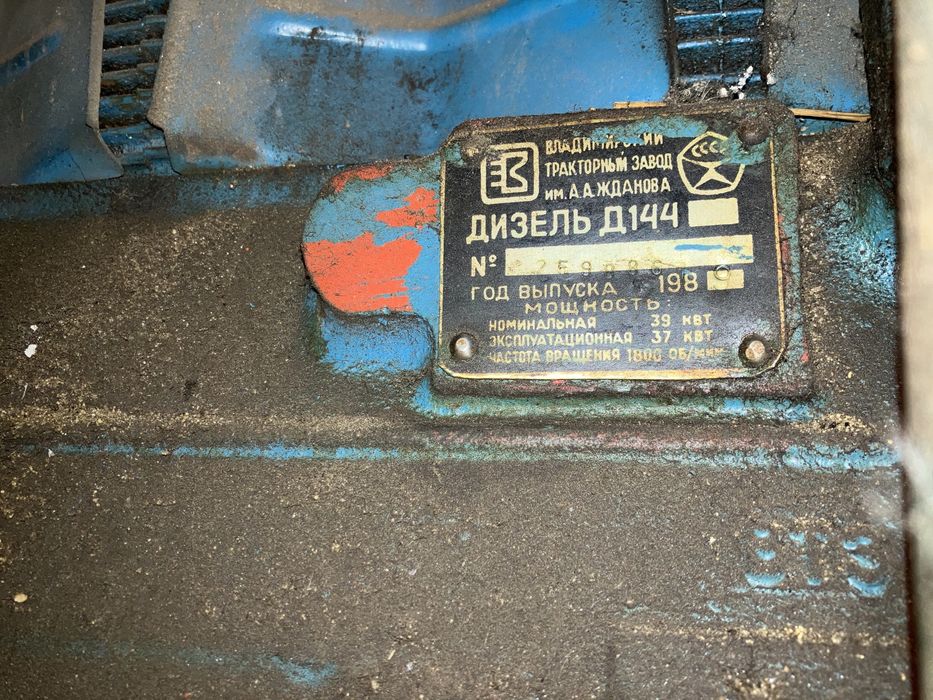 ВЛАДИМИРСКИЙ
ТРАКТОРНЫЙ ЗАВОД
ИМ. А.А. ЖДАНОВА
ДИЗЕЛЬ Д144
№
ГОД ВЫПУСКА 1989
МОЩНОСТЬ:
НОМИНАЛЬНАЯ 39 КВТ
ЭКСПЛУАТАЦИОННАЯ 37 КВТ
ЧАСТОТА ВРАЩЕНИЯ 1800 ОБ/МИН